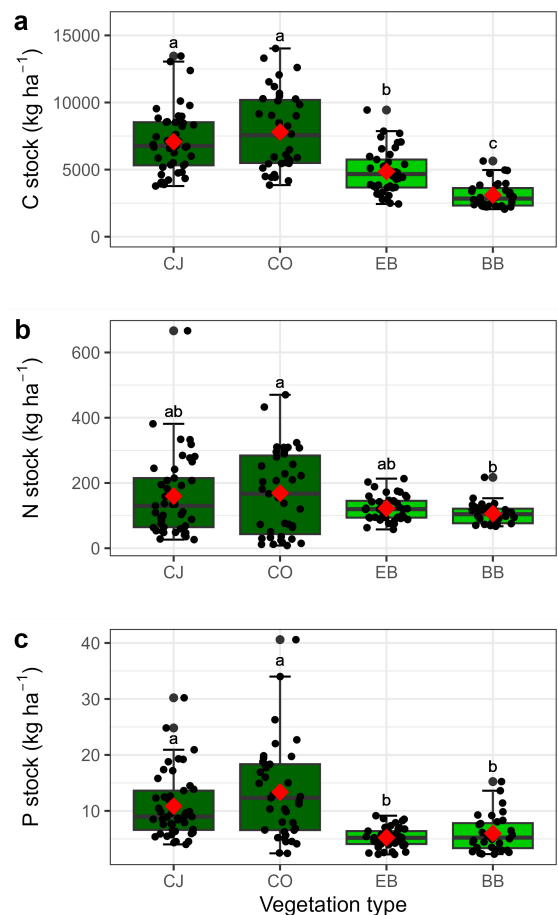 a
C stock (kg ha⁻¹)
15000
10000
5000
0
a
a
b
c
CJ
CO
EB
BB
b
N stock (kg ha⁻¹)
600
400
200
0
ab
a
ab
b
CJ
CO
EB
BB
c
P stock (kg ha⁻¹)
40
30
20
10
a
a
b
b
CJ
CO
EB
BB
Vegetation type